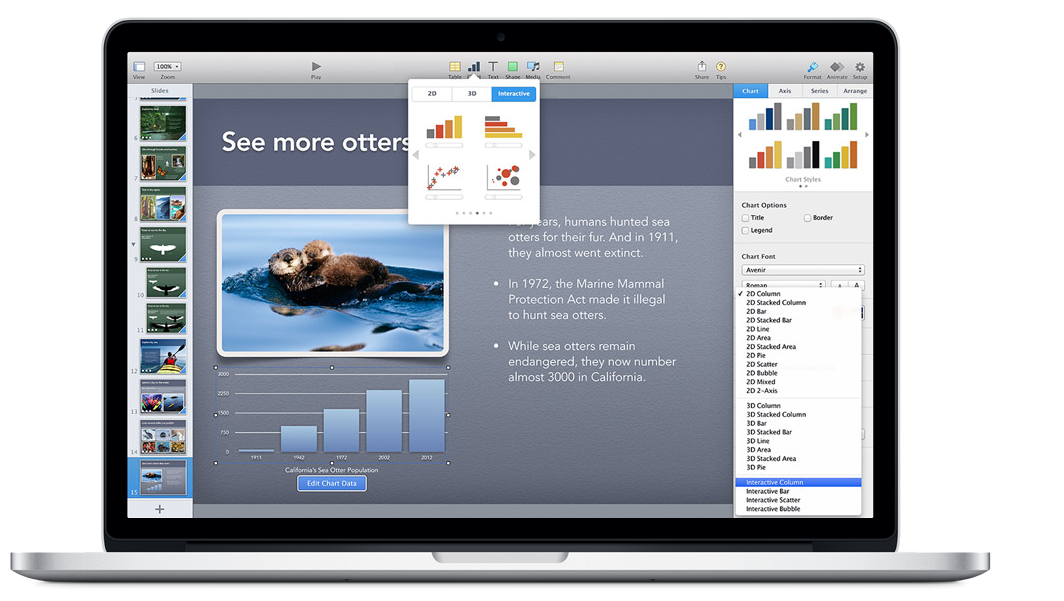 100%
View
Zoom
Play
Table
Text
Shape
Media
Comment
Share
Tips
Format
Animate
Setup
Slides
6
7
8
9
10
11
12
13
14
15
2D
3D
Interactive
See more otters
years, humans hunted sea
otters for their fur. And in 1911,
they almost went extinct.
• In 1972, the Marine Mammal
Protection Act made it illegal
to hunt sea otters.
• While sea otters remain
endangered, they now number
almost 3000 in California.
3000
2250
1500
750
0
1911
1942
1972
2002
2012
California's Sea Otter Population
Edit Chart Data
Chart
Axis
Series
Arrange
Chart Styles
Chart Options
Title
Border
Legend
Chart Font
Avenir
Roman
A A
✓ 2D Column
2D Stacked Column
2D Bar
2D Stacked Bar
2D Line
2D Area
2D Stacked Area
2D Pie
2D Scatter
2D Bubble
2D Mixed
2D 2-Axis
3D Column
3D Stacked Column
3D Bar
3D Stacked Bar
3D Line
3D Area
3D Stacked Area
3D Pie
Interactive Column
Interactive Bar
Interactive Scatter
Interactive Bubble